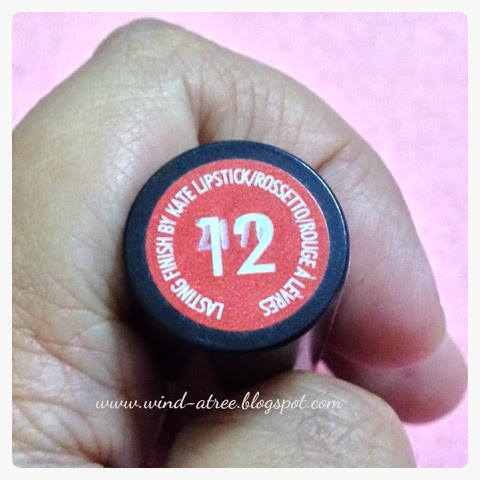 LASTING FINISH BY KATE LIPSTICK/ROSSETTO/ROUGE À LÈVRES
12
www.wind-atree.blogspot.com